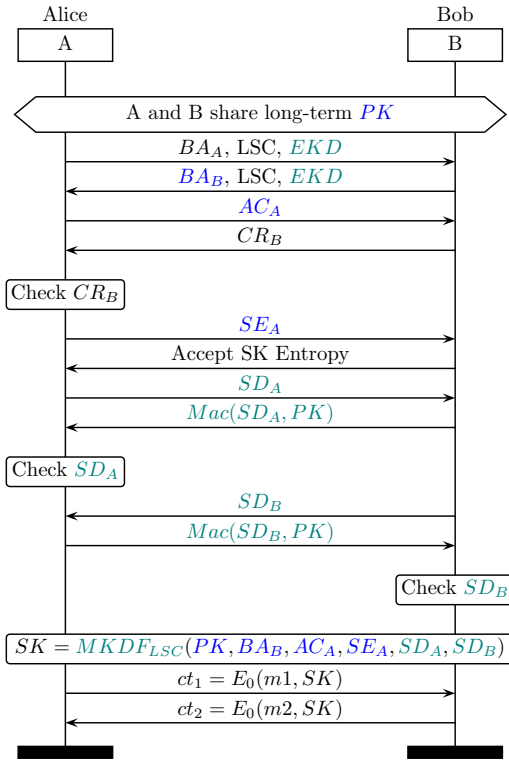 Alice Bob
A B
A and B share long-term PK
BA_A, LSC, EKD
BA_B, LSC, EKD
AC_A
CR_B
Check CR_B
SE_A
Accept SK Entropy
SD_A
Mac(SD_A, PK)
Check SD_A
SD_B
Mac(SD_B, PK)
Check SD_B
SK = MKDF_{LSC}(PK, BA_B, AC_A, SE_A, SD_A, SD_B)
ct_1 = E_0(m1, SK)
ct_2 = E_0(m2, SK)